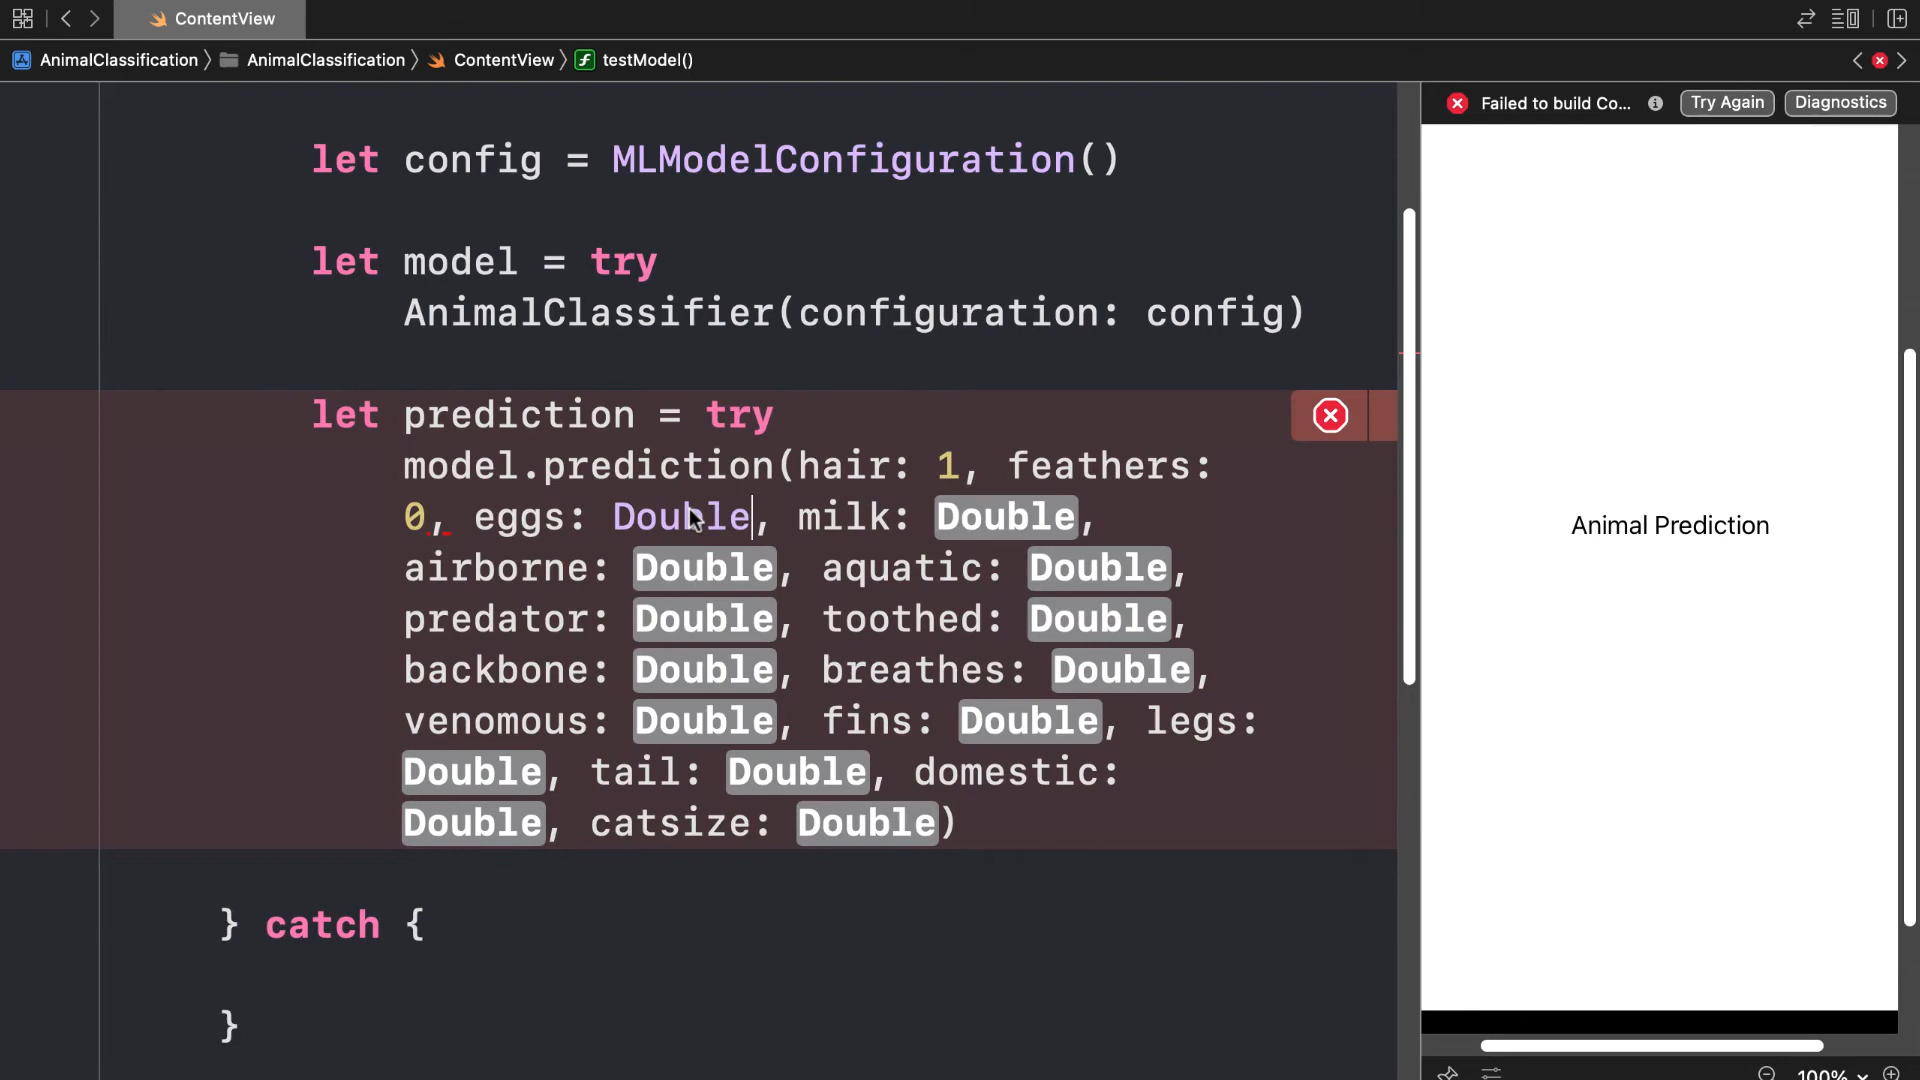 ContentView
AnimalClassification
AnimalClassification
ContentView
testModel()
Failed to build Co...
Try Again
Diagnostics
let config = MLModelConfiguration()
let model = try
AnimalClassifier(configuration: config)
let prediction = try
model.prediction(hair: 1, feathers:
0, eggs: Double, milk: Double,
airborne: Double, aquatic: Double,
predator: Double, toothed: Double,
backbone: Double, breathes: Double,
venomous: Double, fins: Double, legs:
Double, tail: Double, domestic:
Double, catsize: Double)
} catch {
}
Animal Prediction
100%